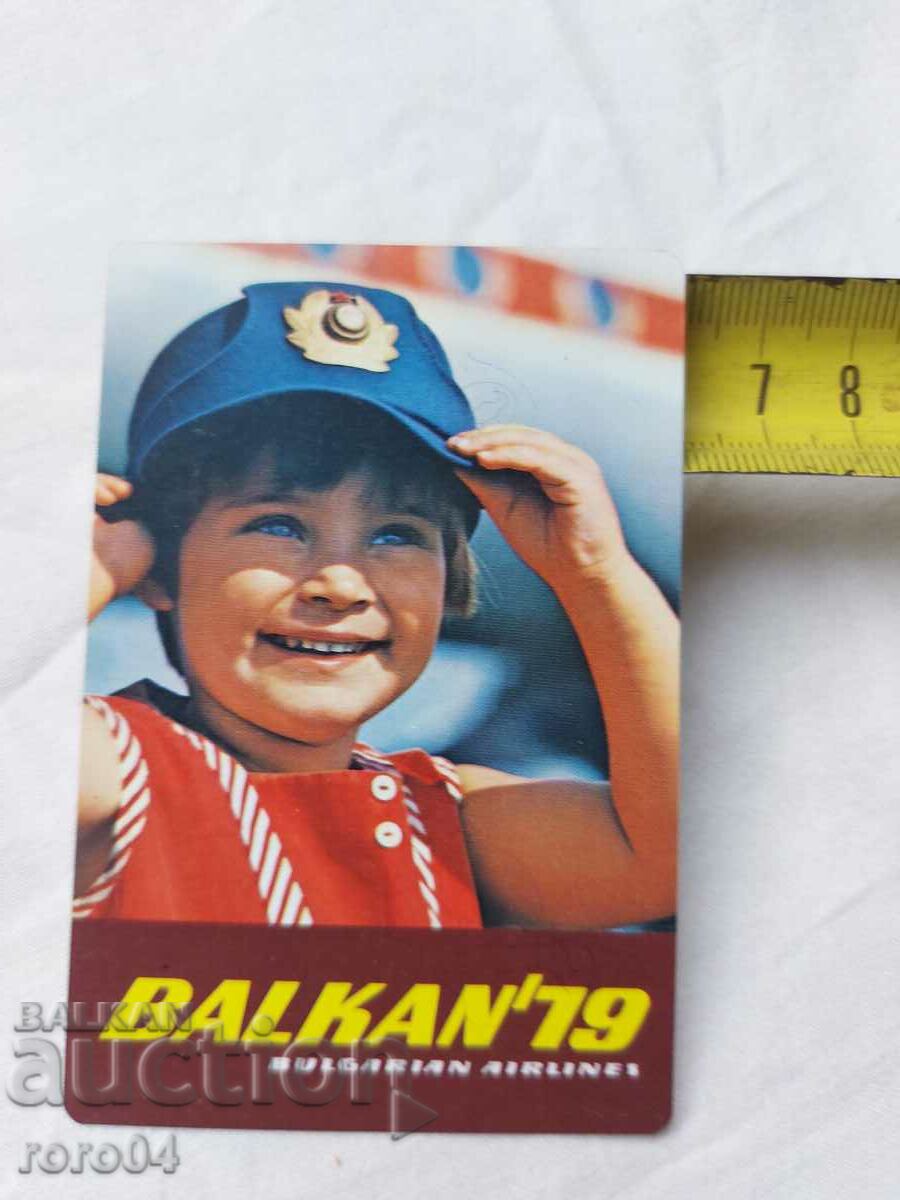 7 8
BALKAN'79
BULGARIAN AIRLINES
BALKAN
auction
roro04